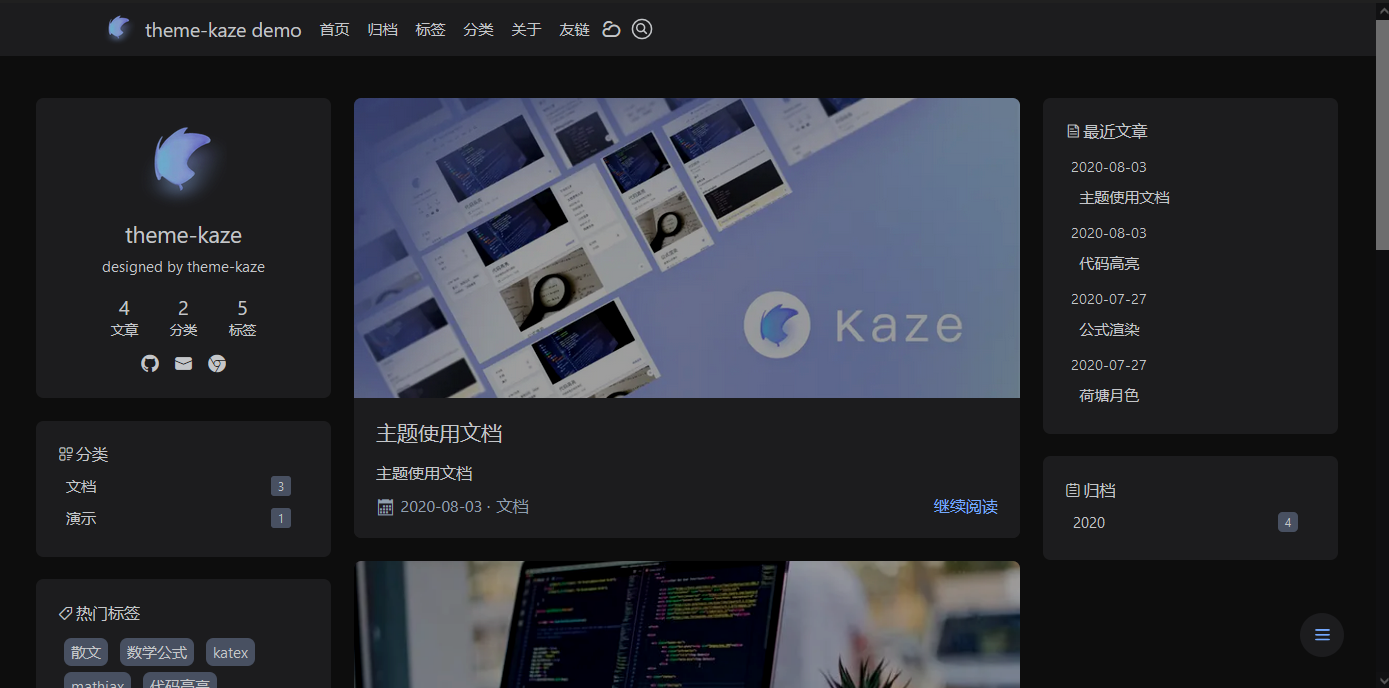 theme-kaze demo 首页 归档 标签 分类 关于 友链
theme-kaze
designed by theme-kaze
4 2 5
文章 分类 标签
分类
文档 3
演示 1
热门标签
散文 数学公式 katex
mathjax 代码高亮
Kaze
主题使用文档
主题使用文档
2020-08-03 · 文档 继续阅读
最近文章
2020-08-03
主题使用文档
2020-08-03
代码高亮
2020-07-27
公式渲染
2020-07-27
荷塘月色
归档
2020 4